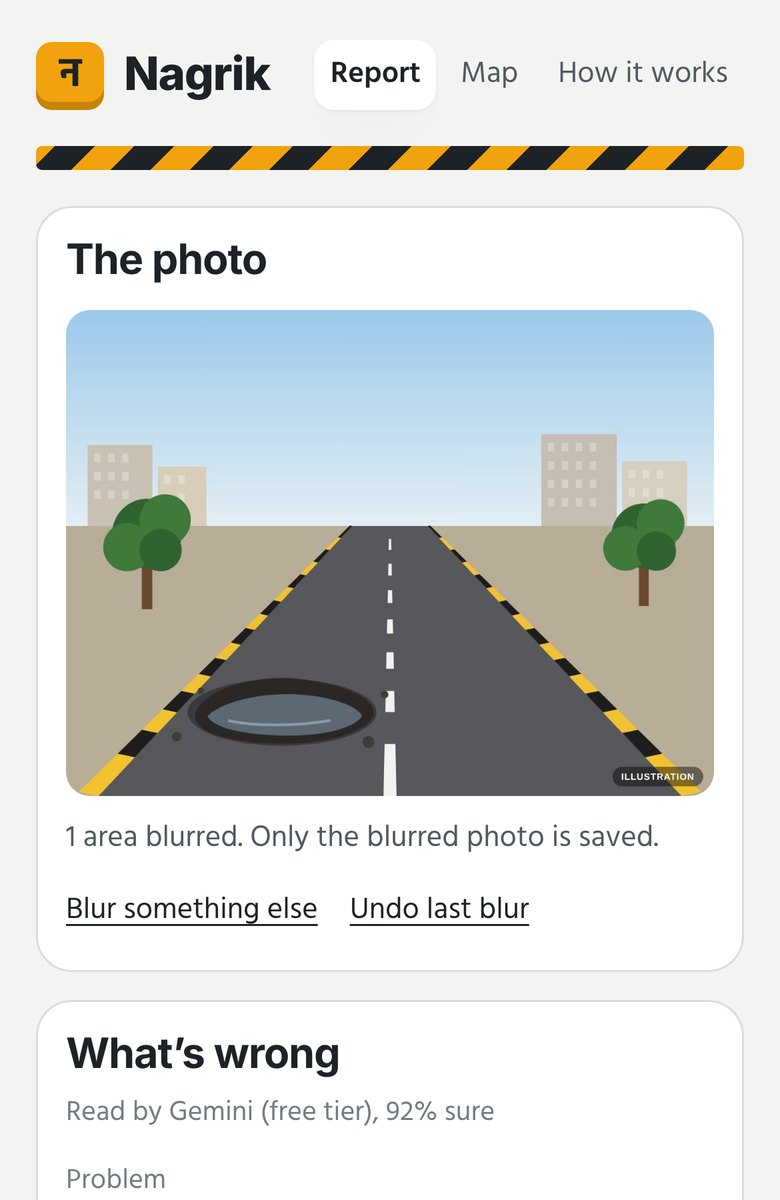 न
Nagrik
Report
Map
How it works
The photo
ILLUSTRATION
1 area blurred. Only the blurred photo is saved.
Blur something else
Undo last blur
What’s wrong
Read by Gemini (free tier), 92% sure
Problem